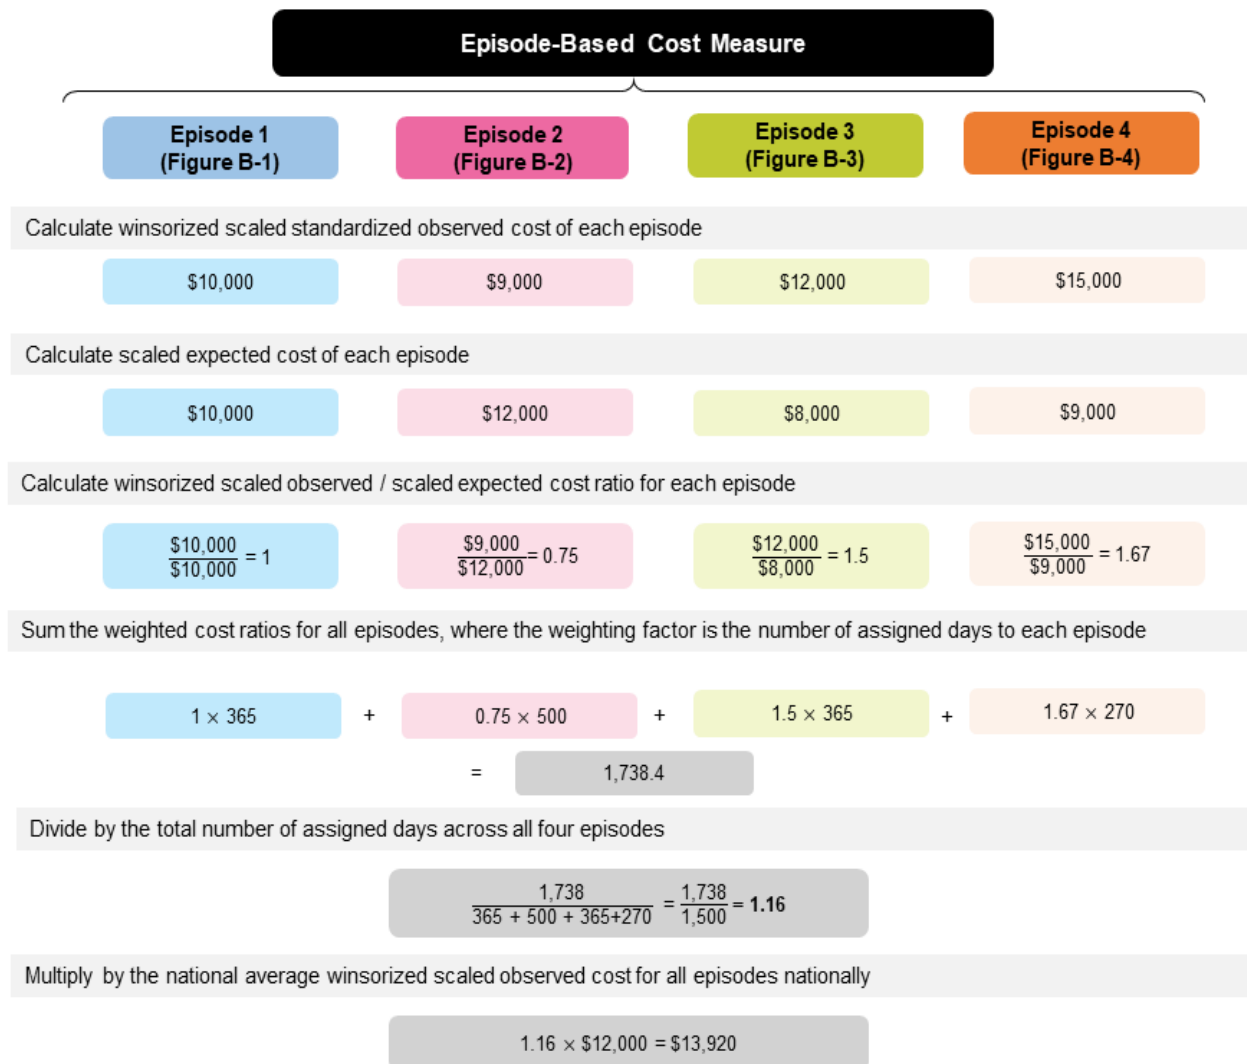 Episode-Based Cost Measure
Episode 1
(Figure B-1)
Episode 2
(Figure B-2)
Episode 3
(Figure B-3)
Episode 4
(Figure B-4)
Calculate winsorized scaled standardized observed cost of each episode
$10,000
$9,000
$12,000
$15,000
Calculate scaled expected cost of each episode
$10,000
$12,000
$8,000
$9,000
Calculate winsorized scaled observed / scaled expected cost ratio for each episode
$10,000
$10,000 = 1
$9,000
$12,000 = 0.75
$12,000
$8,000 = 1.5
$15,000
$9,000 = 1.67
Sum the weighted cost ratios for all episodes, where the weighting factor is the number of assigned days to each episode
1 × 365 + 0.75 × 500 + 1.5 × 365 + 1.67 × 270
= 1,738.4
Divide by the total number of assigned days across all four episodes
1,738
365 + 500 + 365+270
= 1,738
1,500
= 1.16
Multiply by the national average winsorized scaled observed cost for all episodes nationally
1.16 × $12,000 = $13,920